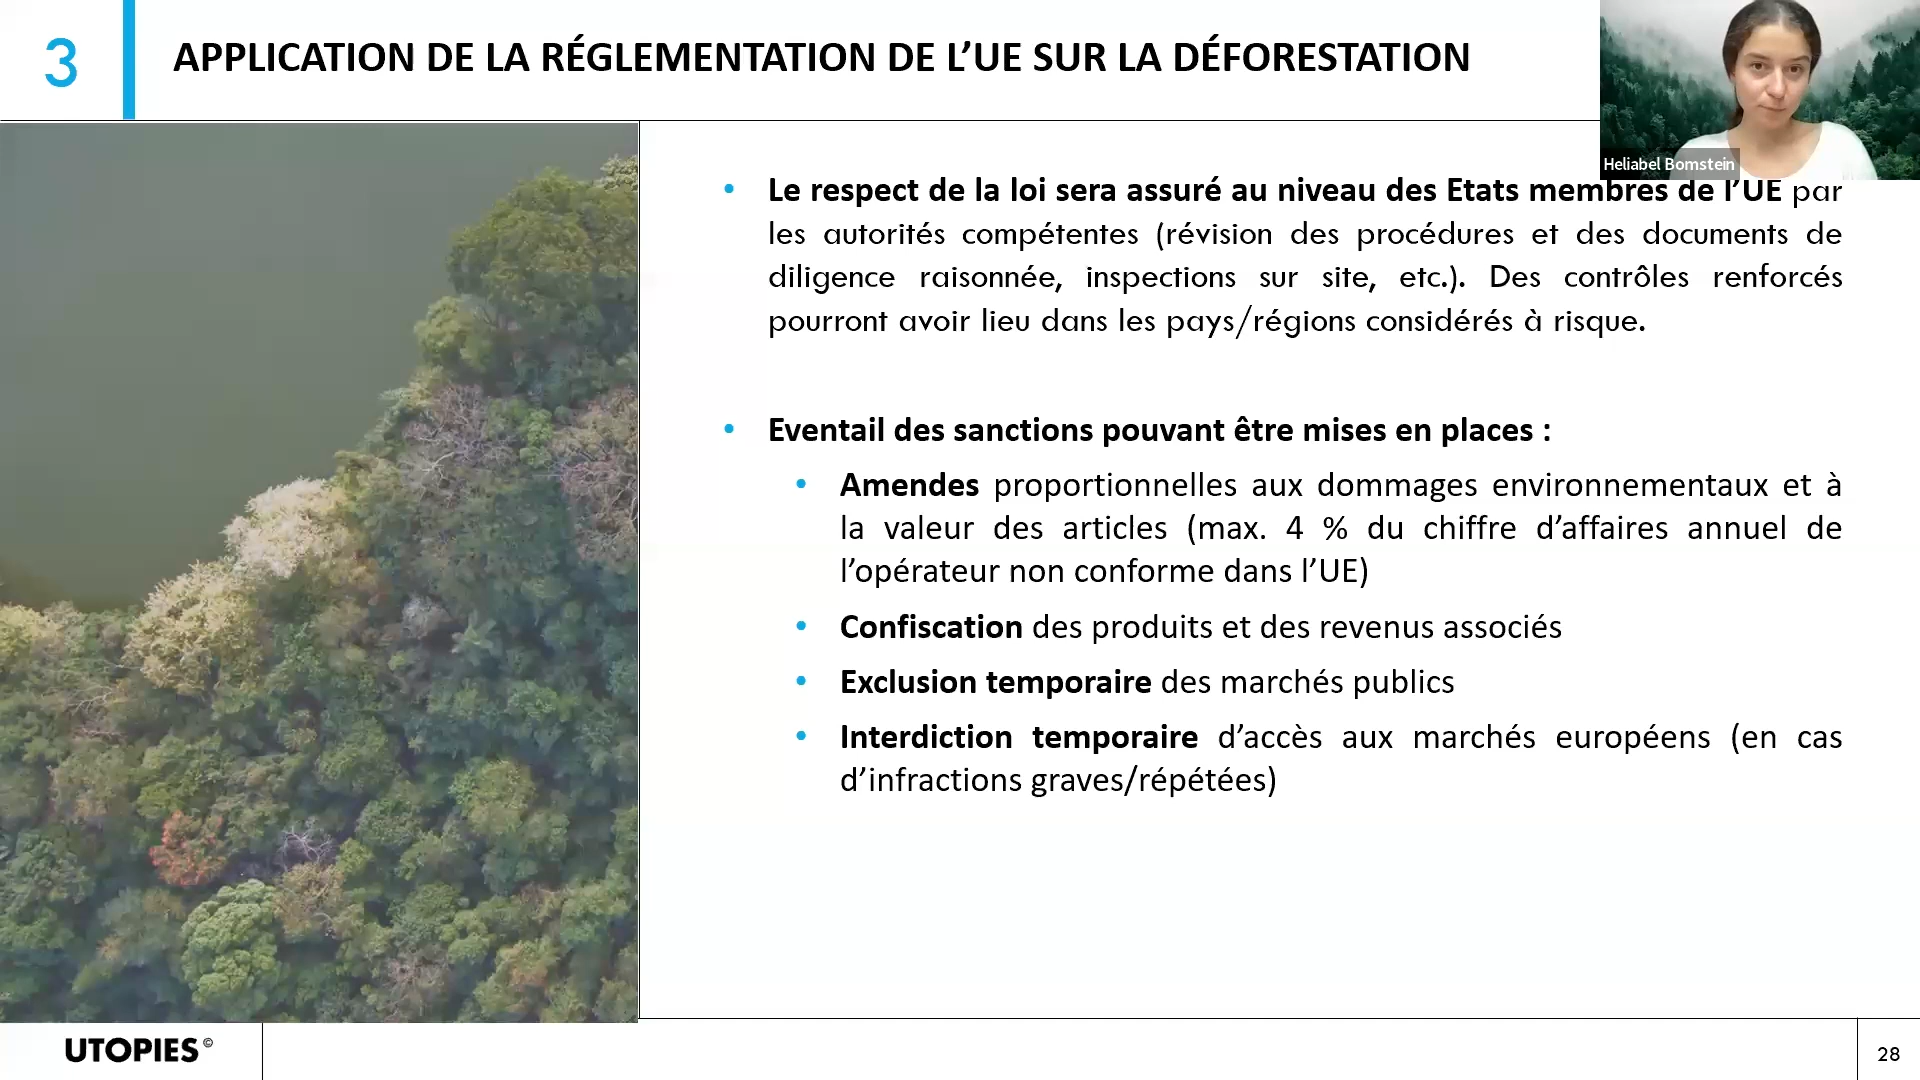 3
APPLICATION DE LA RÉGLEMENTATION DE L’UE SUR LA DÉFORESTATION
Heliabel Bomstein
• Le respect de la loi sera assuré au niveau des Etats membres de l’UE par
les autorités compétentes (révision des procédures et des documents de
diligence raisonnée, inspections sur site, etc.). Des contrôles renforcés
pourront avoir lieu dans les pays/régions considérés à risque.
• Eventail des sanctions pouvant être mises en places :
• Amendes proportionnelles aux dommages environnementaux et à
la valeur des articles (max. 4 % du chiffre d’affaires annuel de
l’opérateur non conforme dans l’UE)
• Confiscation des produits et des revenus associés
• Exclusion temporaire des marchés publics
• Interdiction temporaire d’accès aux marchés européens (en cas
d’infractions graves/répétées)
UTOPIES©
28